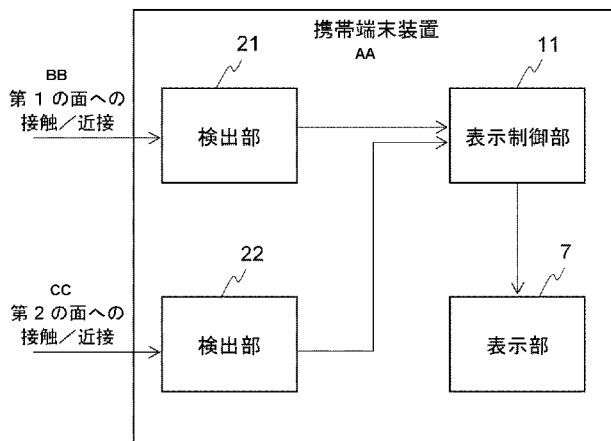 携帯端末装置
AA
21
11
BB
第1の面への
接触／近接
検出部
表示制御部
22
7
CC
第2の面への
接触／近接
検出部
表示部